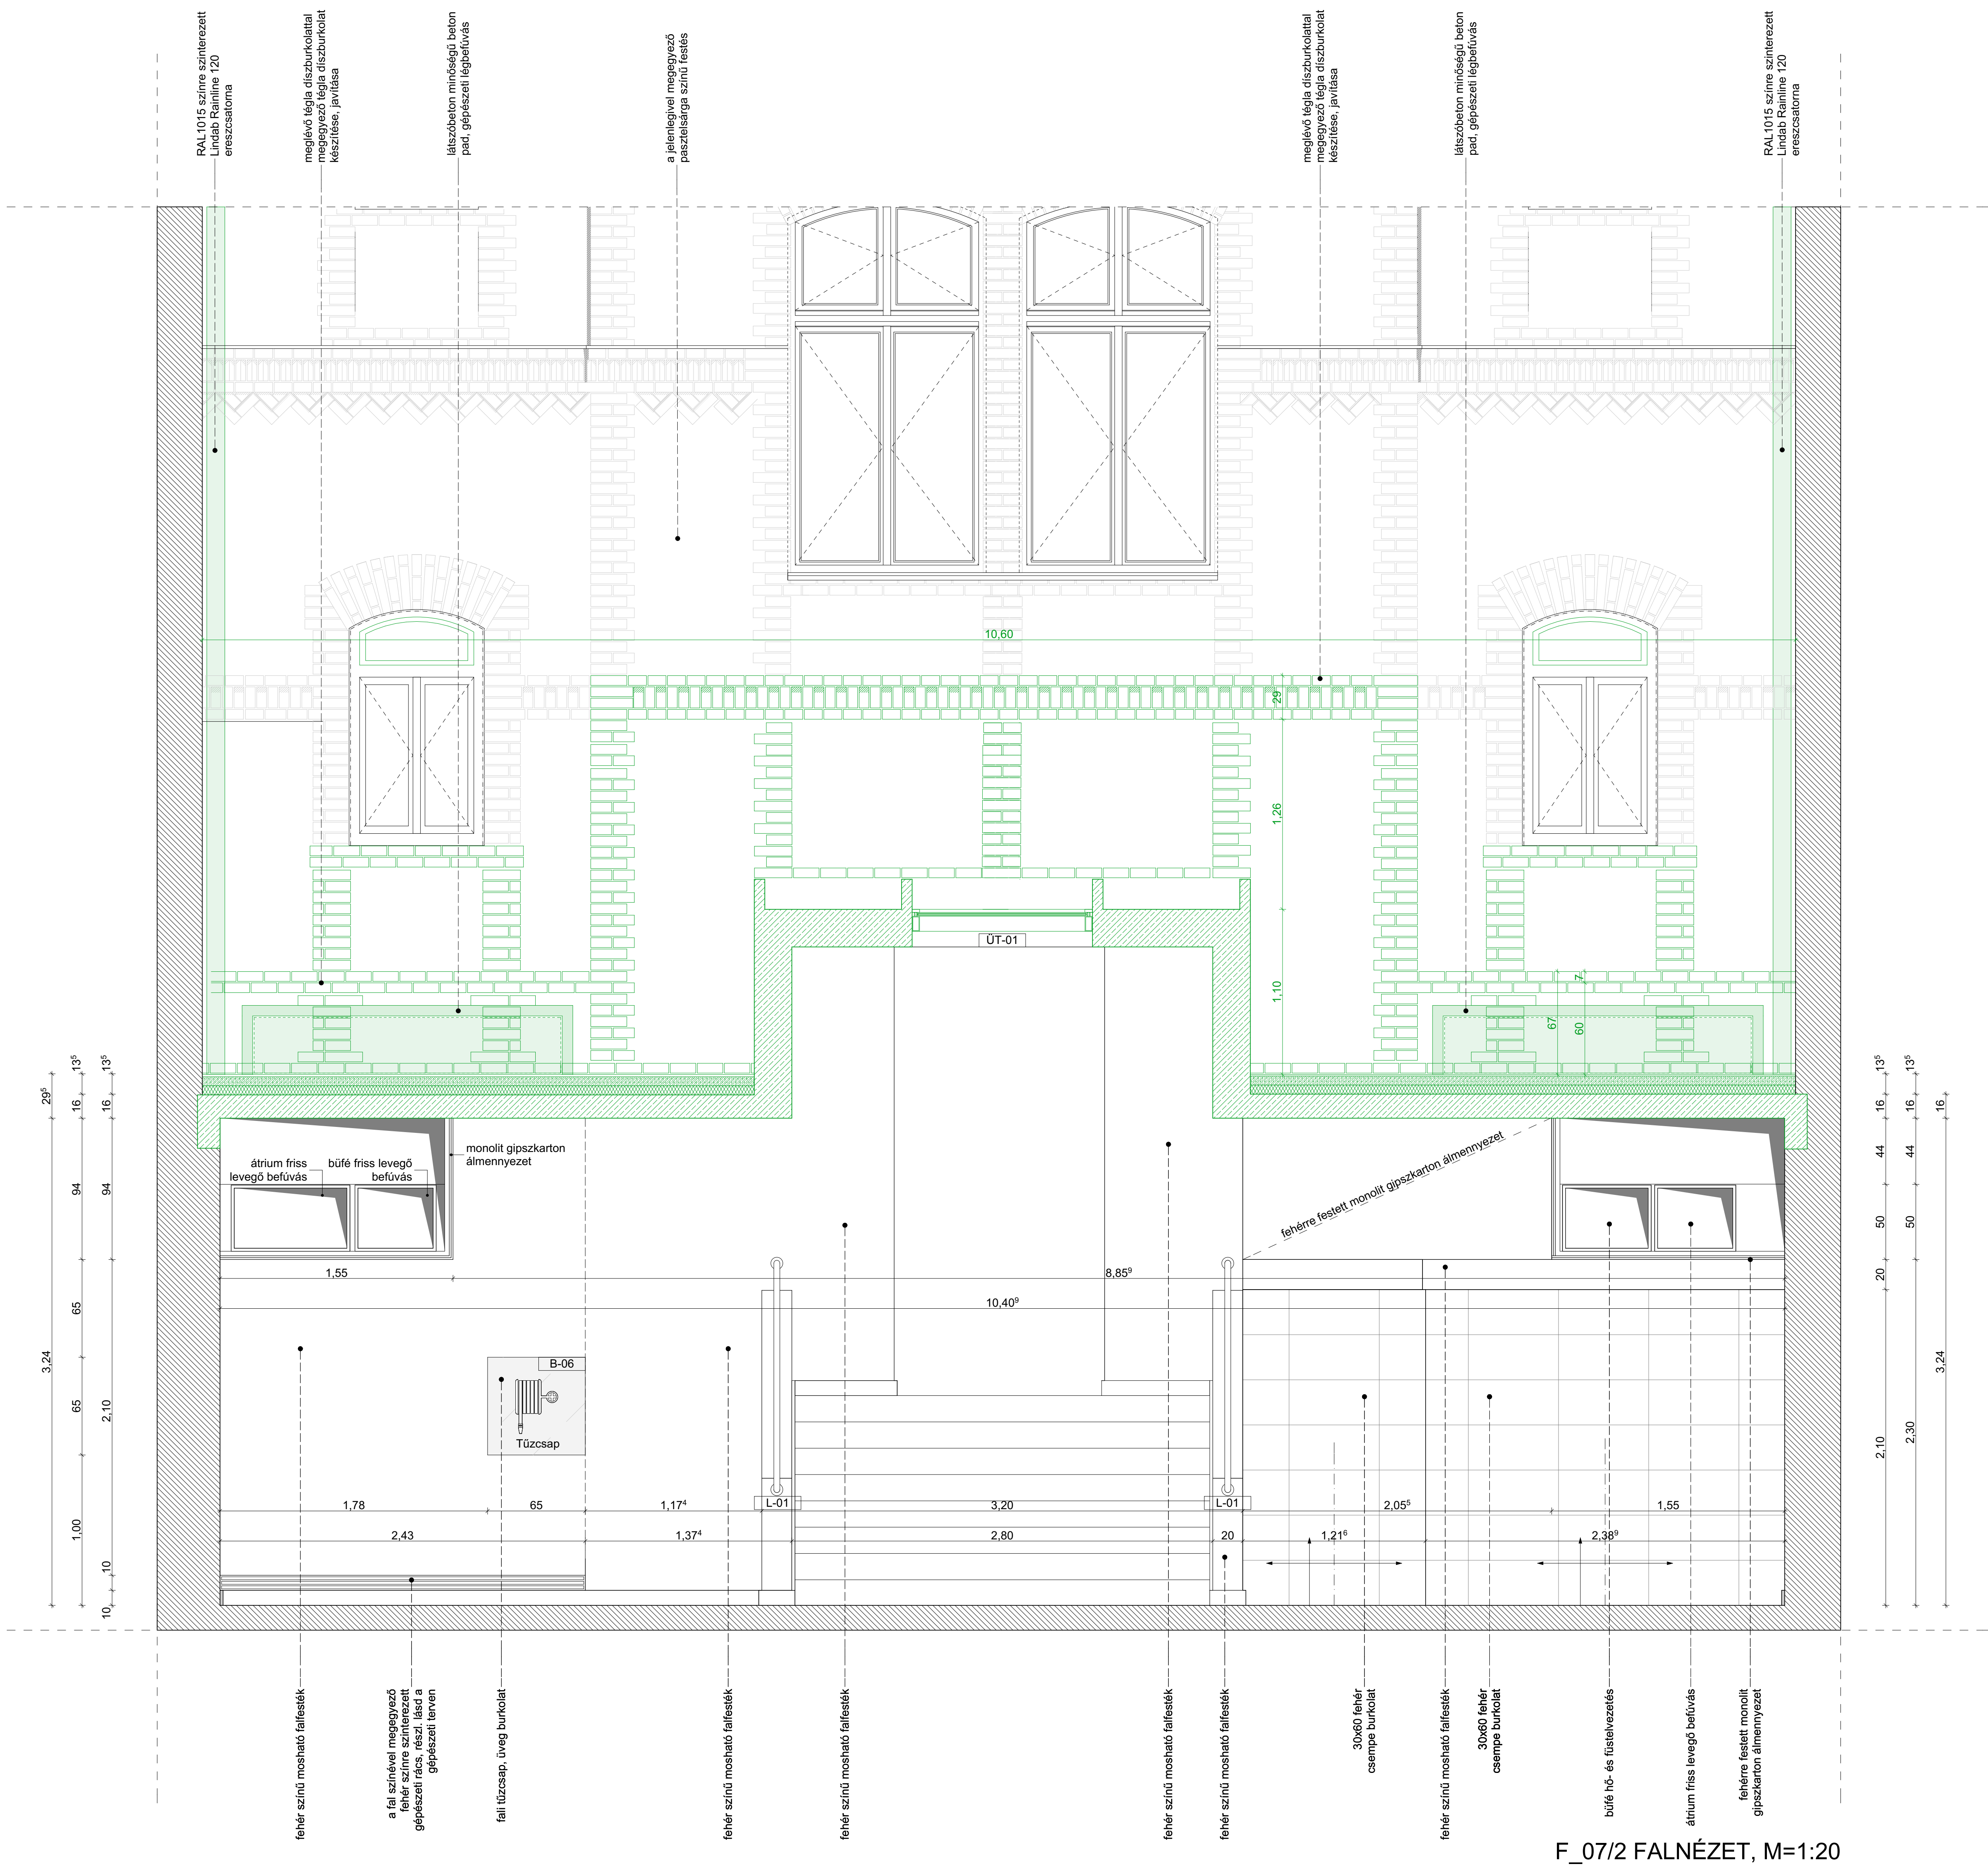 RAL1015 színre szinterezett
Lindab Rainline 120
ereszcsatorna
meglévő tégla díszburkolattal
megegyező tégla díszburkolat
készítése, javítása
látszóbeton minőségű beton
pad, gépészeti légbefúvás
a jelenlegivel megegyező
pasztelsárga színű festés
meglévő tégla díszburkolattal
megegyező tégla díszburkolat
készítése, javítása
látszóbeton minőségű beton
pad, gépészeti légbefúvás
RAL1015 színre szinterezett
Lindab Rainline 120
ereszcsatorna
10,60
29
1,26
1,10
ÜT-01
7
67
60
29⁵
13⁵
13⁵
16
16
94
94
65
3,24
65
2,10
1,00
10
10
13⁵
13⁵
16
16
16
44
44
50
50
20
3,24
2,10
2,30
monolit gipszkarton
álmennyezet
átrium friss
levegő befúvás
büfé friss levegő
befúvás
fehérre festett monolit gipszkarton álmennyezet
1,55
8,85⁹
10,40⁹
B-06
Tűzcsap
L-01
L-01
1,78
65
1,17⁴
3,20
2,05⁵
1,55
2,43
1,37⁴
2,80
20
1,21⁶
2,38⁹
fehér színű mosható falfesték
a fal színével megegyező
fehér színre szinterezett
gépészeti rács, részl. lásd a
gépészeti terven
fali tűzcsap, üveg burkolat
fehér színű mosható falfesték
fehér színű mosható falfesték
fehér színű mosható falfesték
fehér színű mosható falfesték
30x60 fehér
csempe burkolat
fehér színű mosható falfesték
30x60 fehér
csempe burkolat
büfé hő- és füstelvezetés
átrium friss levegő befúvás
fehérre festett monolit
gipszkarton álmennyezet
F_07/2 FALNÉZET, M=1:20